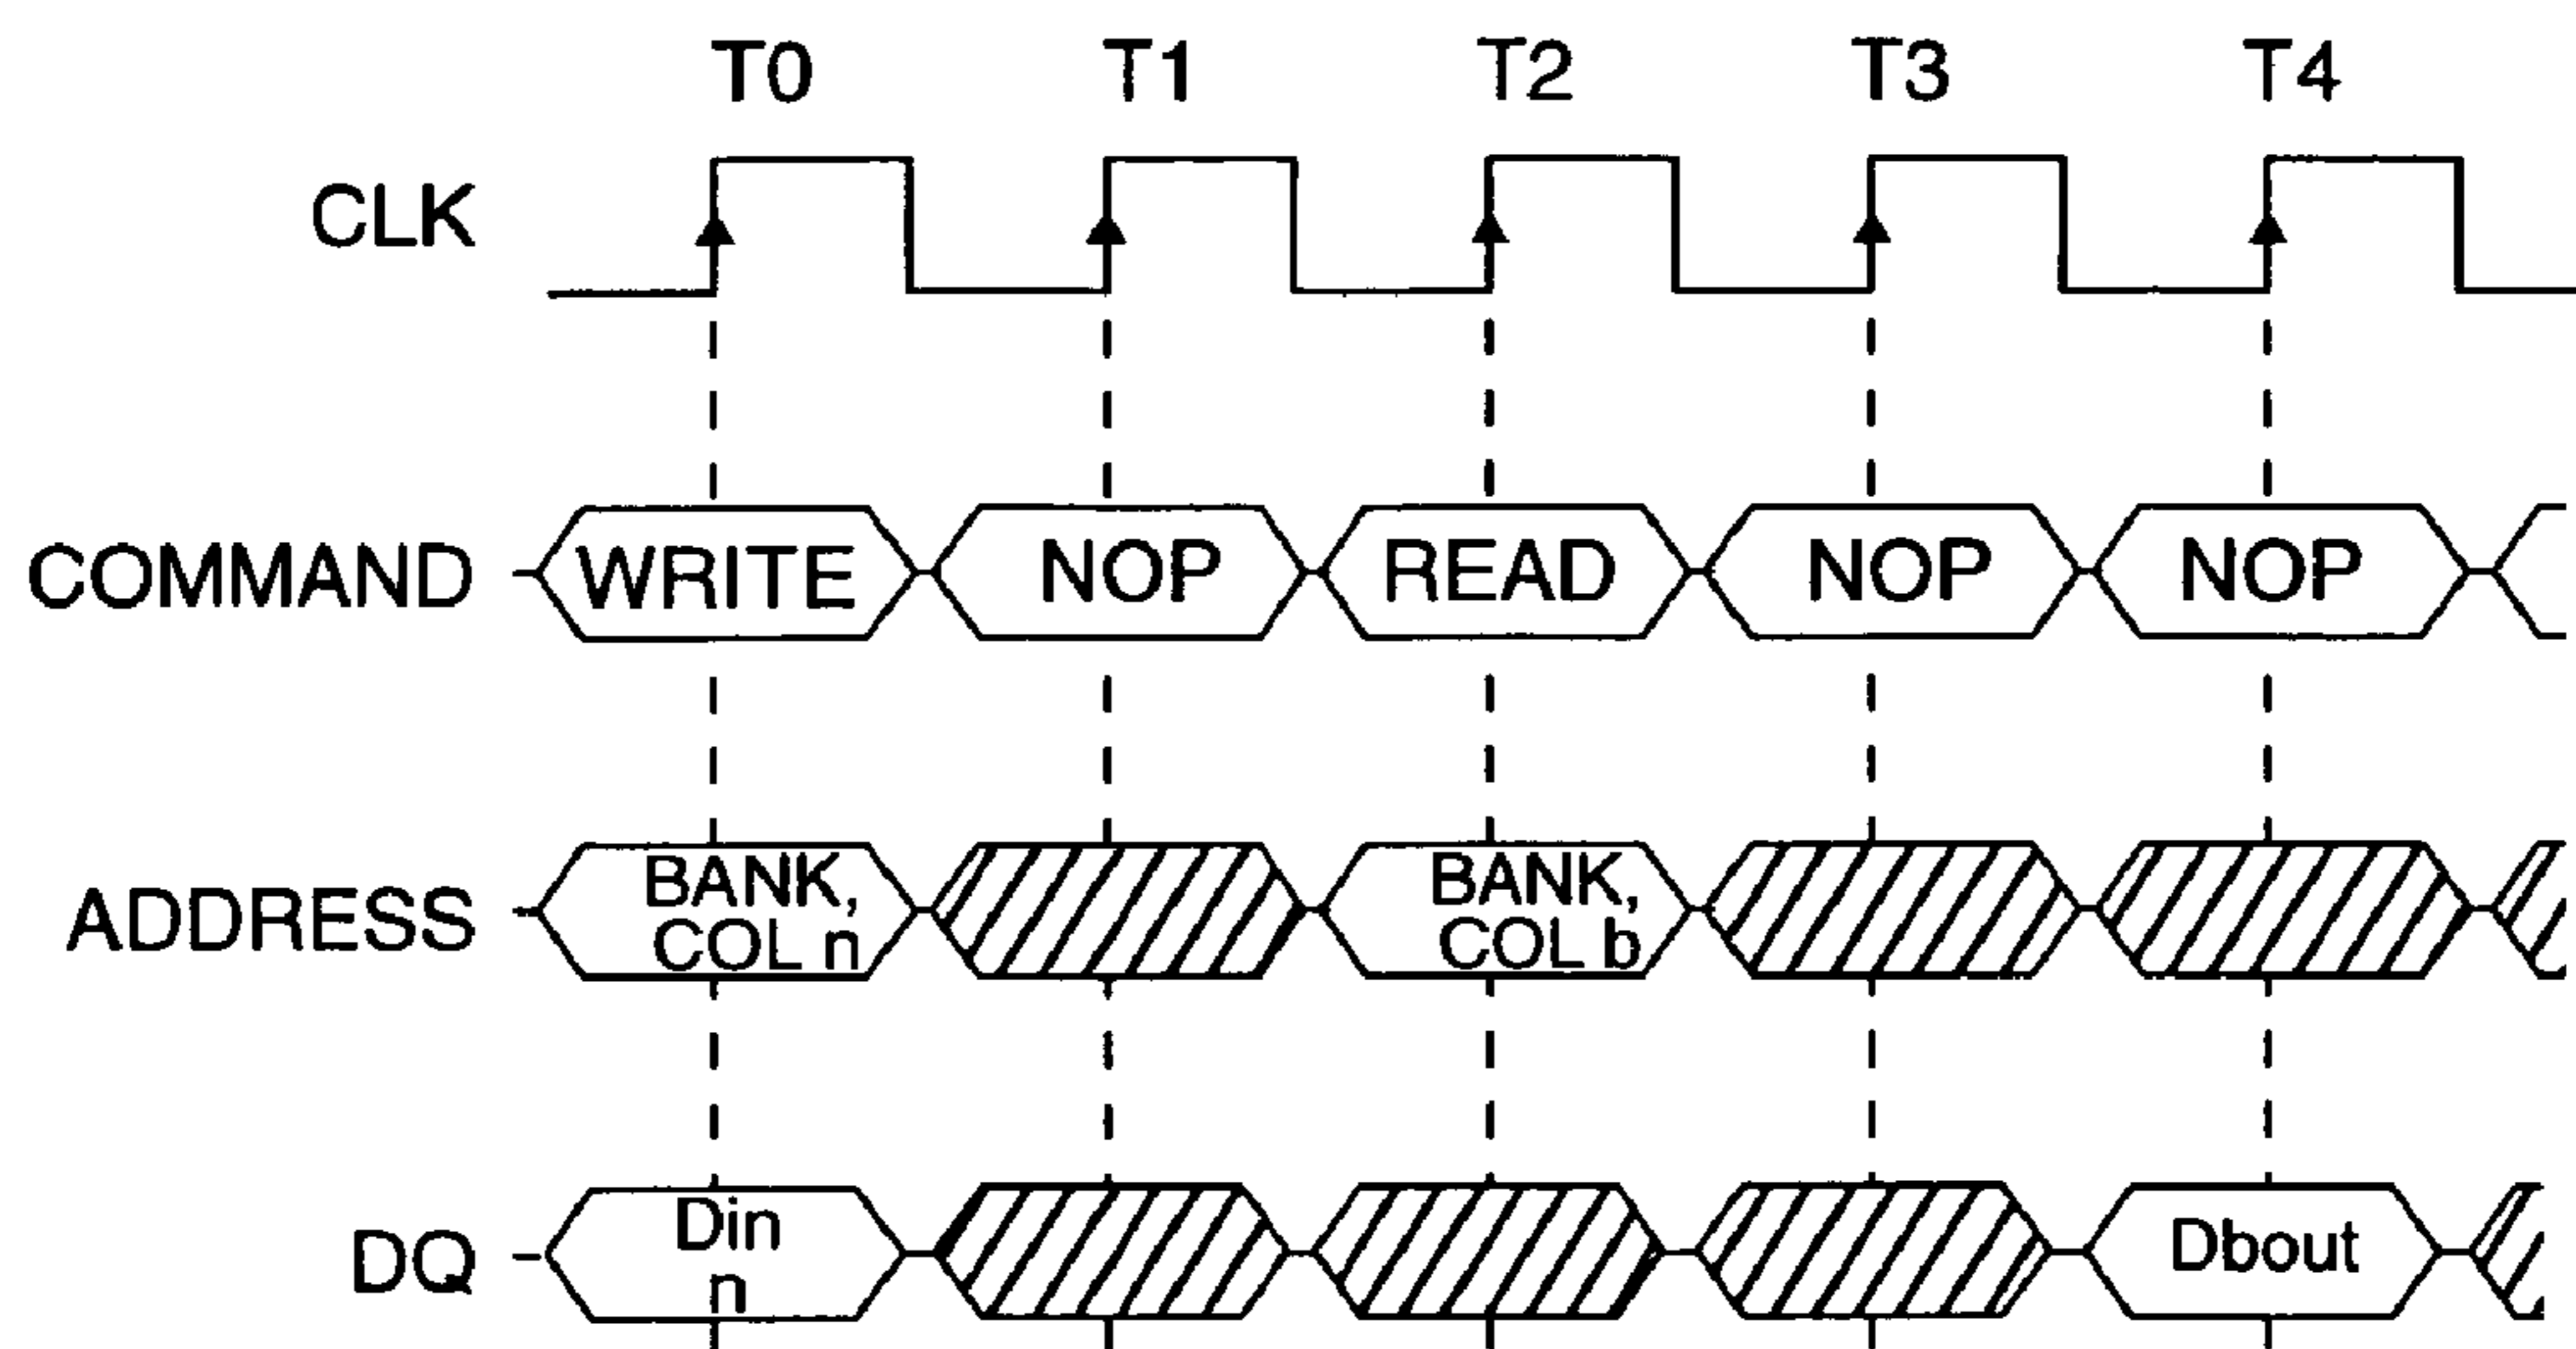 T0 T1 T2 T3 T4
CLK
COMMAND WRITE NOP READ NOP NOP
ADDRESS BANK, COL n BANK, COL b
DQ Din n Dbout